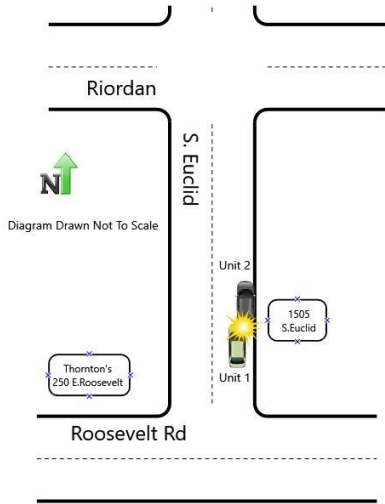 Riordan
S. Euclid
N
Diagram Drawn Not To Scale
Unit 2
1505
S.Euclid
Thornton's
250 E.Roosevelt
Unit 1
Roosevelt Rd